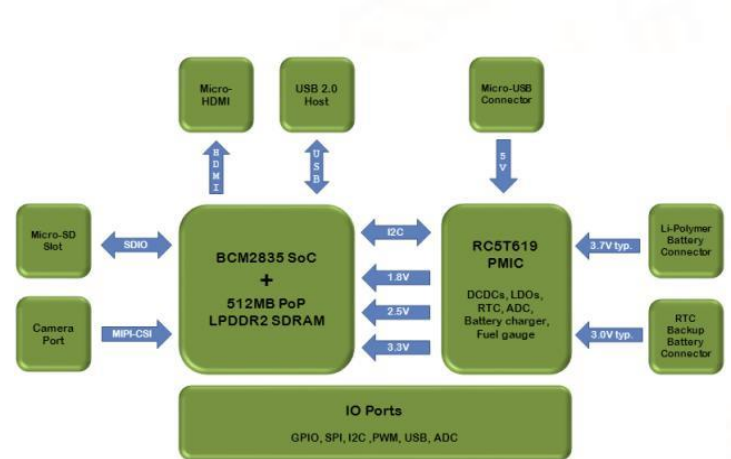 Micro-
HDMI
USB 2.0
Host
Micro-USB
Connector
HDMI
USB
5V
Micro-SD
Slot
SDIO
BCM2835 SoC
+
512MB PoP
LPDDR2 SDRAM
I2C
1.8V
2.5V
3.3V
RC5T619
PMIC
DCDCs, LDOs,
RTC, ADC,
Battery charger,
Fuel gauge
3.7V typ.
Li-Polymer
Battery
Connector
Camera
Port
MIPI-CSI
3.0V typ.
RTC
Backup
Battery
Connector
IO Ports
GPIO, SPI, I2C ,PWM, USB, ADC